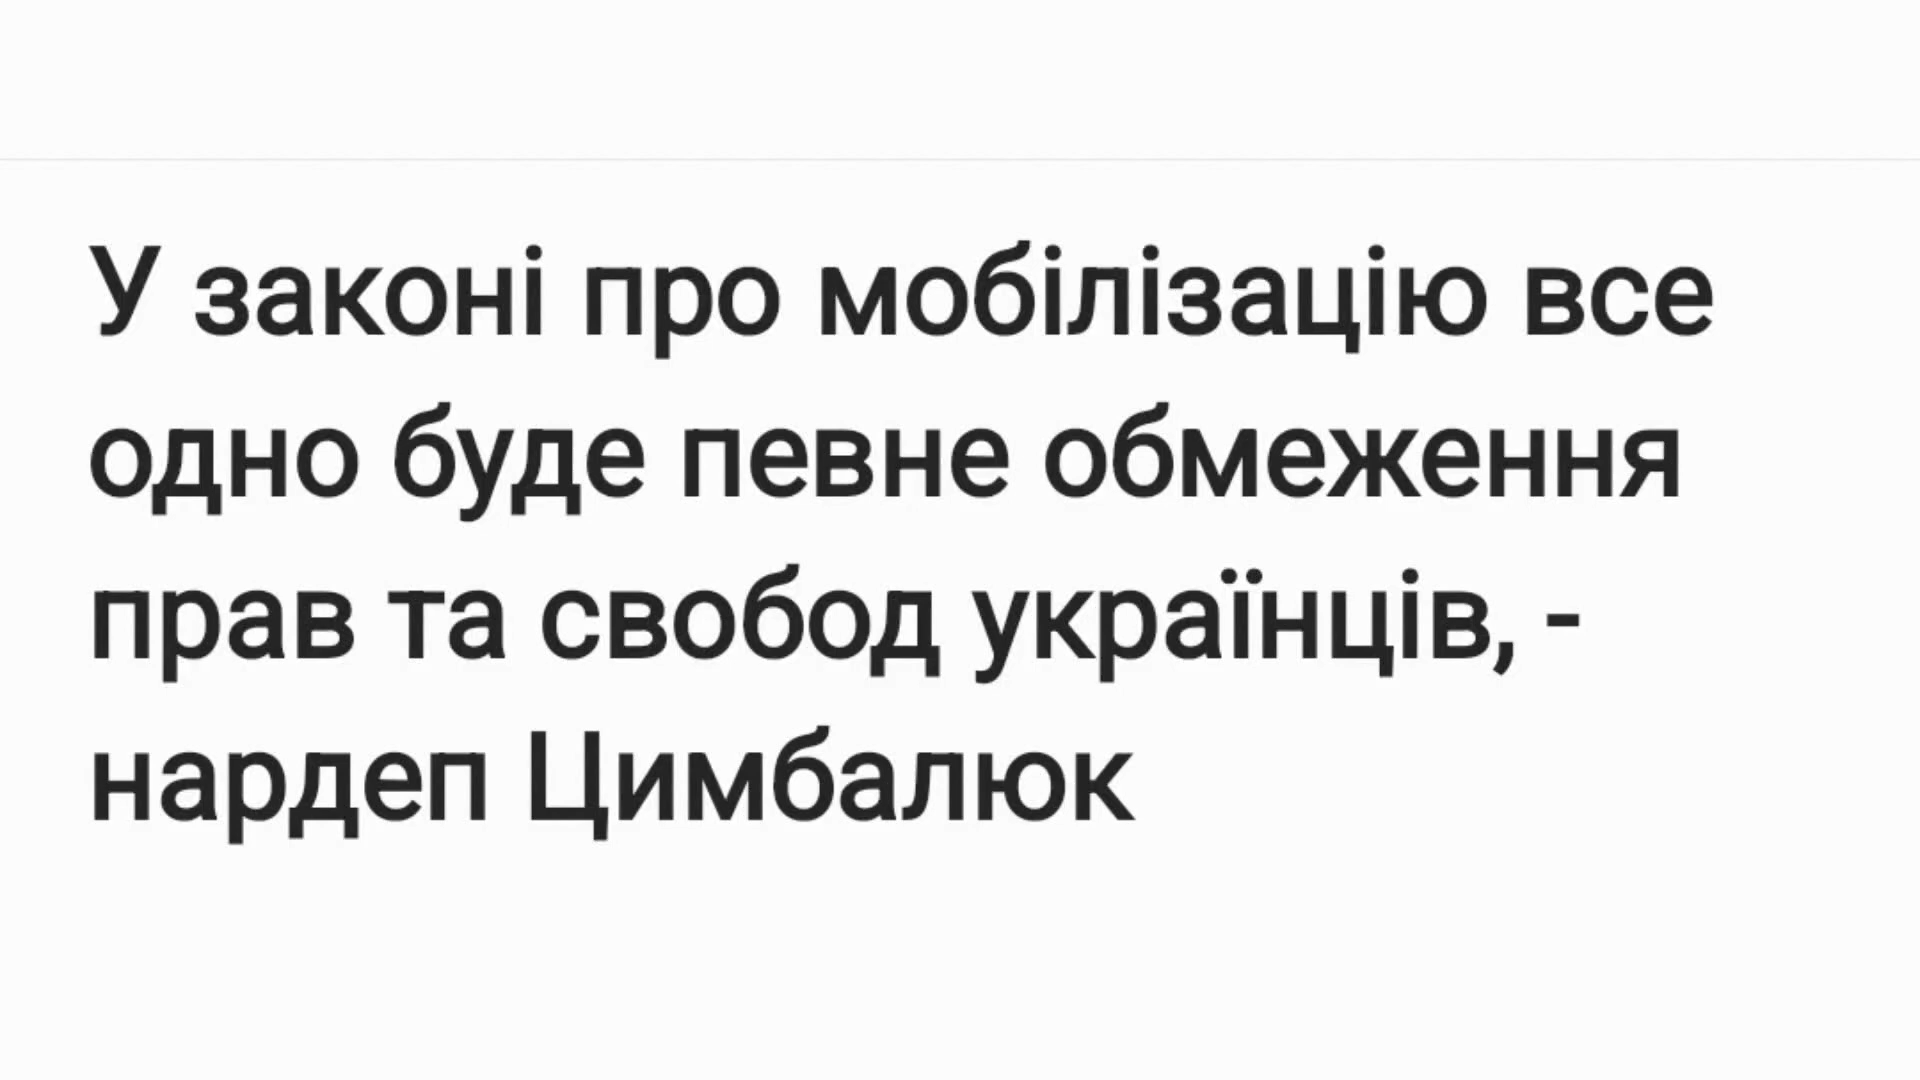 У законі про мобілізацію все
одно буде певне обмеження
прав та свобод українців, -
нардеп Цимбалюк